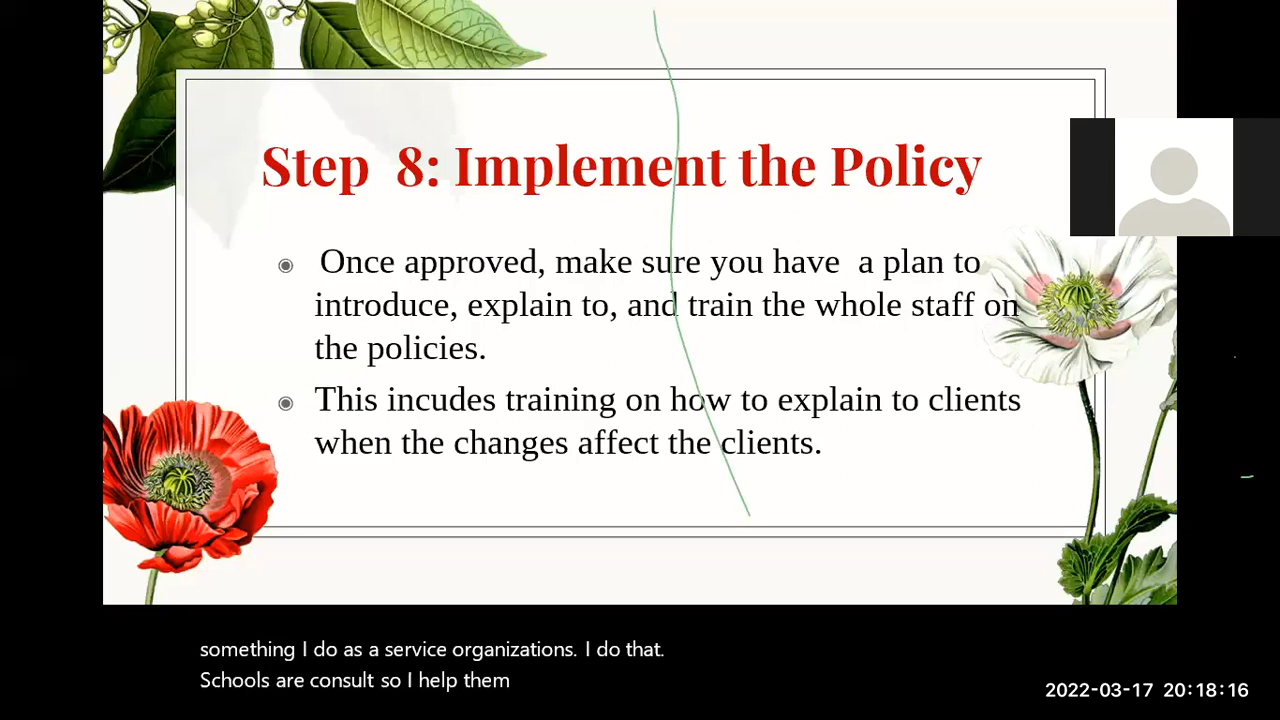 Step 8: Implement the Policy
Once approved, make sure you have a plan to
introduce, explain to, and train the whole staff on
the policies.
This incudes training on how to explain to clients
when the changes affect the clients.
something I do as a service organizations. I do that.
Schools are consult so I help them
2022-03-17 20:18:16